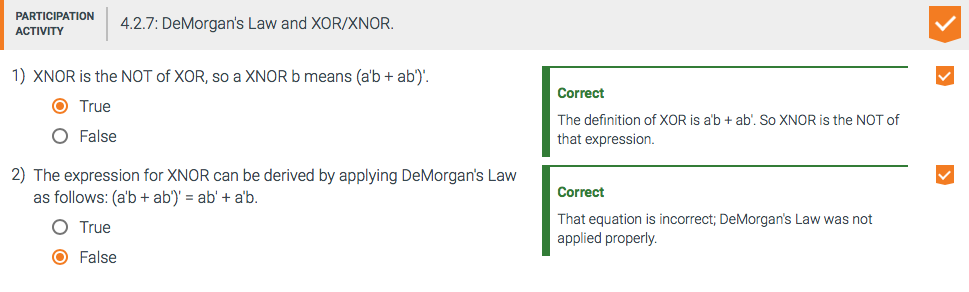 PARTICIPATION
ACTIVITY
4.2.7: DeMorgan's Law and XOR/XNOR.
1) XNOR is the NOT of XOR, so a XNOR b means (a'b + ab')'.
True
False
Correct
The definition of XOR is a'b + ab'. So XNOR is the NOT of
that expression.
2) The expression for XNOR can be derived by applying DeMorgan's Law
as follows: (a'b + ab')' = ab' + a'b.
True
False
Correct
That equation is incorrect; DeMorgan's Law was not
applied properly.